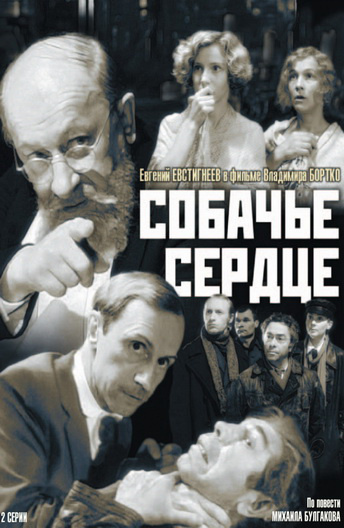 Евгений ЕВСТИГНЕЕВ в фильме Владимира БОРТКО
СОБАЧЬЕ
СЕРДЦЕ
2 СЕРИИ
По повести
МИХАИЛА БУЛГАКОВА